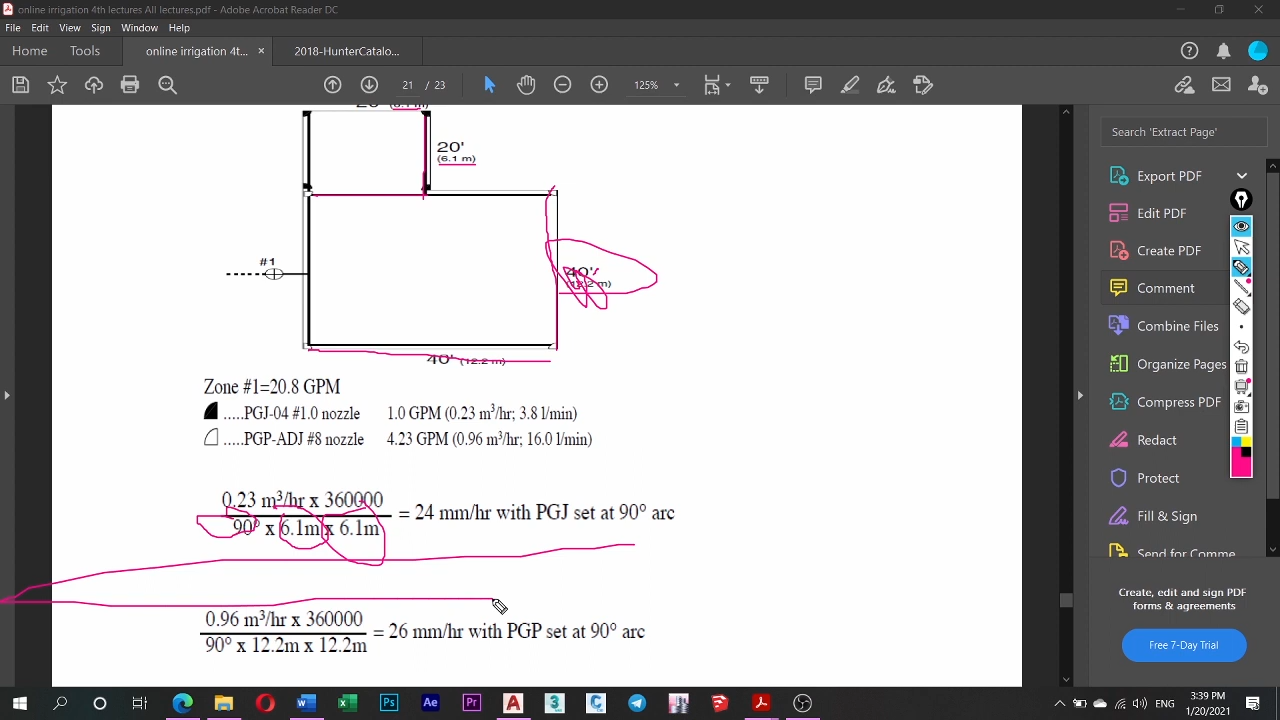 online irrigation 4th lectures All lectures.pdf - Adobe Acrobat Reader DC
File Edit View Sign Window Help
Home Tools online irrigation 4t... × 2018-HunterCatalo...
21 / 23 125%
Search 'Extract Page'
Export PDF
Edit PDF
Create PDF
Comment
Combine Files
Organize Pages
Compress PDF
Redact
Protect
Fill & Sign
Send for Comme
Create, edit and sign PDF
forms & agreements
Free 7-Day Trial
20'
(6.1 m)
#1
40'
(12.2 m)
40' (12.2 m)
Zone #1=20.8 GPM
.....PGJ-04 #1.0 nozzle 1.0 GPM (0.23 m³/hr; 3.8 l/min)
.....PGP-ADJ #8 nozzle 4.23 GPM (0.96 m³/hr; 16.0 l/min)
0.23 m³/hr x 360000
90° x 6.1m x 6.1m
= 24 mm/hr with PGJ set at 90° arc
0.96 m³/hr x 360000
90° x 12.2m x 12.2m
= 26 mm/hr with PGP set at 90° arc
ENG
3:39 PM
1/20/2021